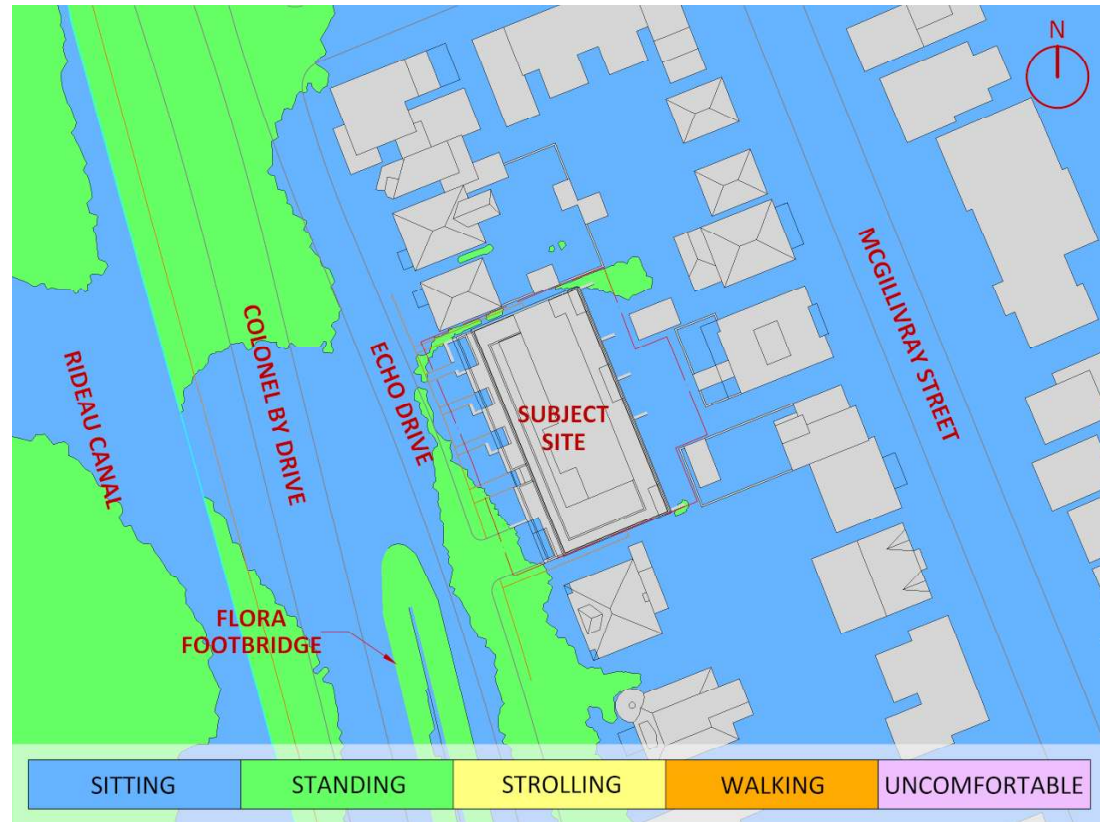 N
RIDEAU CANAL
COLONEL BY DRIVE
ECHO DRIVE
SUBJECT
SITE
MCGILLIVRAY STREET
FLORA
FOOTBRIDGE
SITTING
STANDING
STROLLING
WALKING
UNCOMFORTABLE